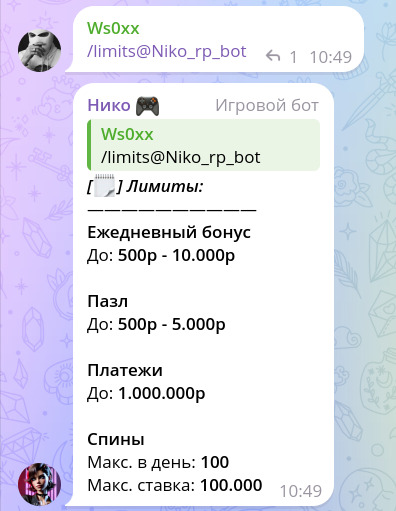 Ws0xx
/limits@Niko_rp_bot
1 10:49
Нико Игровой бот
Ws0xx
/limits@Niko_rp_bot
[🗒] Лимиты:
——————————
Ежедневный бонус
До: 500р - 10.000р
Пазл
До: 500р - 5.000р
Платежи
До: 1.000.000р
Спины
Макс. в день: 100
Макс. ставка: 100.000
10:49